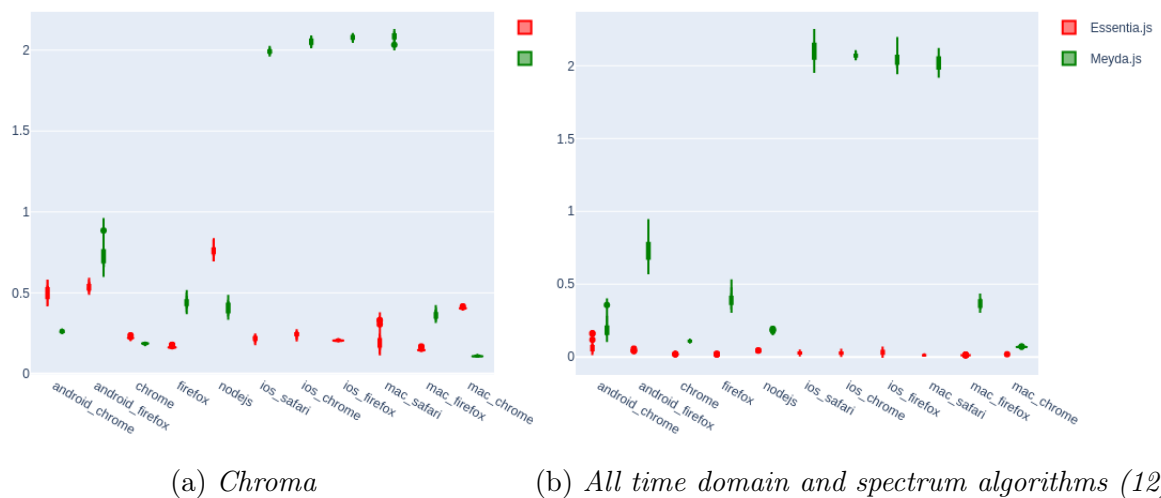 2
1.5
1
0.5
0
android_chrome
android_firefox
chrome
firefox
nodejs
ios_safari
ios_chrome
ios_firefox
mac_safari
mac_firefox
mac_chrome
(a) Chroma
2
1.5
1
0.5
0
android_chrome
android_firefox
chrome
firefox
nodejs
ios_safari
ios_chrome
ios_firefox
mac_safari
mac_firefox
mac_chrome
Essentia.js
Meyda.js
(b) All time domain and spectrum algorithms (12